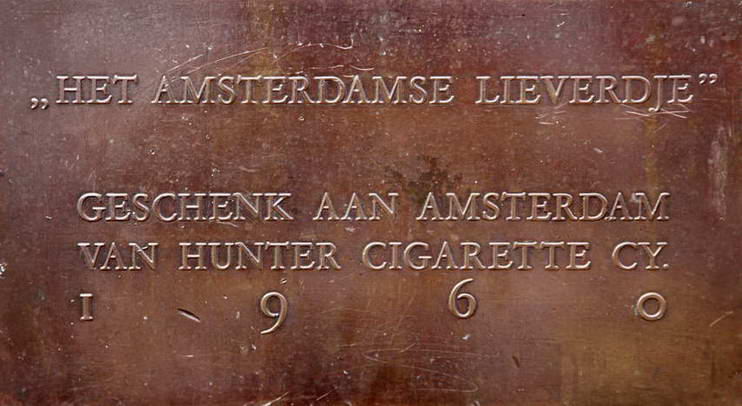 „HET AMSTERDAMSE LIEVERDJE”
GESCHENK AAN AMSTERDAM
VAN HUNTER CIGARETTE CY.
1 9 6 0